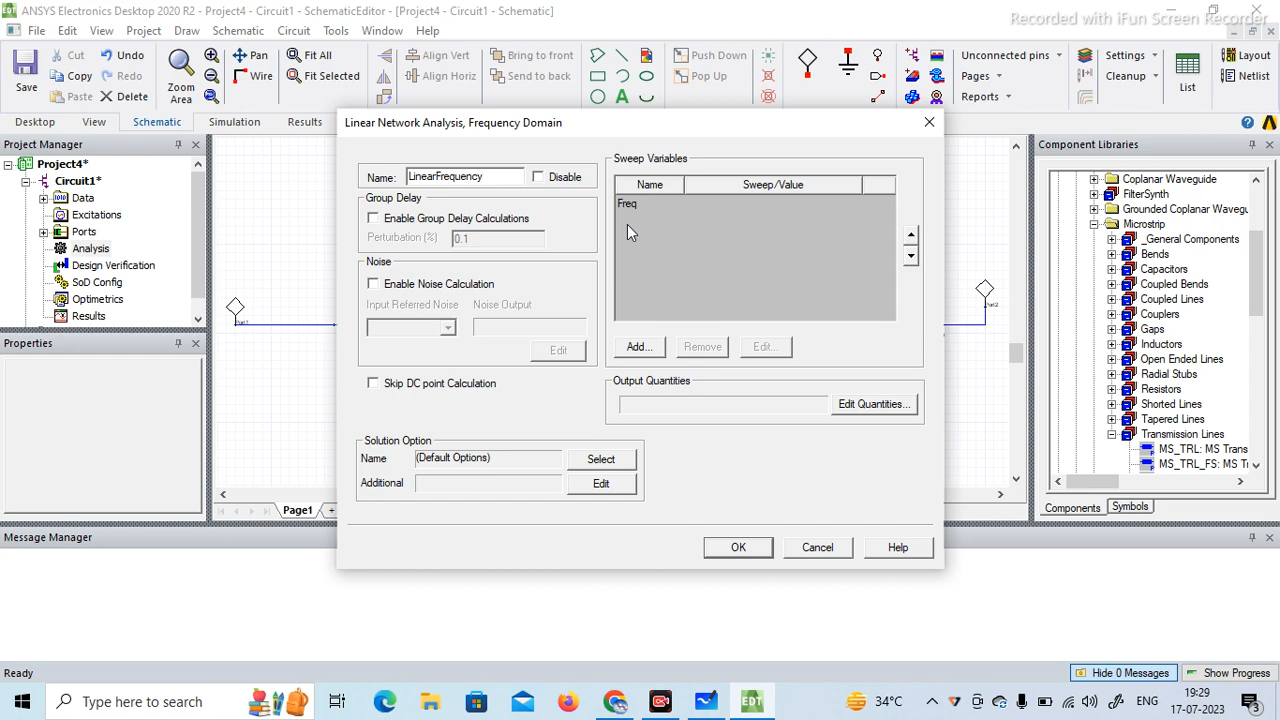 ANSYS Electronics Desktop 2020 R2 - Project4 - Circuit1 - SchematicEditor - [Project4 - Circuit1 - Schematic]
Recorded with iFun Screen Recorder
File Edit View Project Draw Schematic Circuit Tools Window Help
Save
Cut
Copy
Paste
Undo
Redo
Delete
Zoom Area
Pan
Wire
Fit All
Fit Selected
Align Vert
Align Horiz
Bring to front
Send to back
Push Down
Pop Up
Unconnected pins
Pages
Reports
Settings
Cleanup
List
Layout
Netlist
Desktop View Schematic Simulation Results
Project Manager
Project4*
Circuit1*
Data
Excitations
Ports
Analysis
Design Verification
SoD Config
Optimetrics
Results
Properties
Linear Network Analysis, Frequency Domain
Name: LinearFrequency Disable
Group Delay
Enable Group Delay Calculations
Perturbation (%) 0.1
Noise
Enable Noise Calculation
Input Referred Noise Noise Output
Edit
Skip DC point Calculation
Solution Option
Name (Default Options) Select
Additional Edit
Sweep Variables
Name Sweep/Value
Freq
Add... Remove Edit...
Output Quantities
Edit Quantities...
OK Cancel Help
Component Libraries
Coplanar Waveguide
FilterSynth
Grounded Coplanar Wavegu
Microstrip
_General Components
Bends
Capacitors
Coupled Bends
Coupled Lines
Couplers
Gaps
Inductors
Open Ended Lines
Radial Stubs
Resistors
Shorted Lines
Tapered Lines
Transmission Lines
MS_TRL: MS Trans
MS_TRL_FS: MS Tr
Components Symbols
Page1 +
Message Manager
Ready
Hide 0 Messages Show Progress
Type here to search
EDT
34°C
ENG
19:29
17-07-2023
3